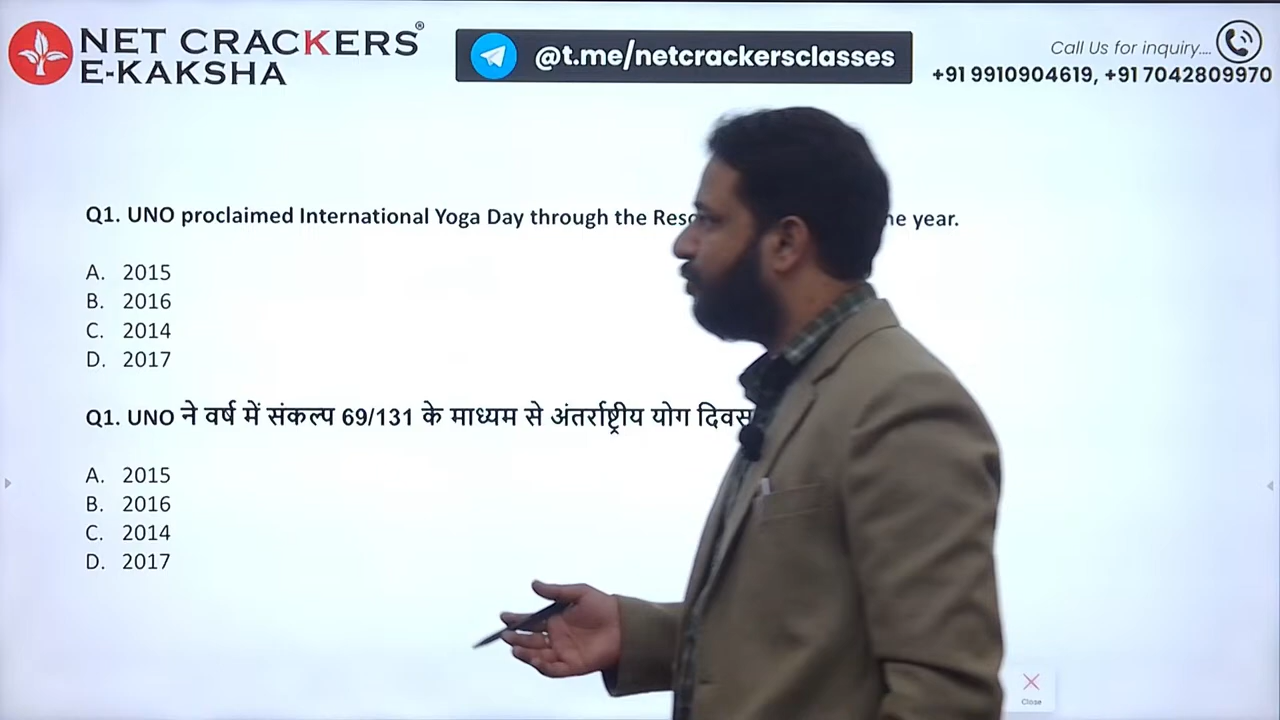 NET CRACKERS®
E-KAKSHA
@t.me/netcrackersclasses
Call Us for inquiry....
+91 9910904619, +91 7042809970
Q1. UNO proclaimed International Yoga Day through the year.
A. 2015
B. 2016
C. 2014
D. 2017
Q1. UNO ने वर्ष में संकल्प 69/131 के माध्यम से अंतर्राष्ट्रीय योग दिवस
A. 2015
B. 2016
C. 2014
D. 2017
Close